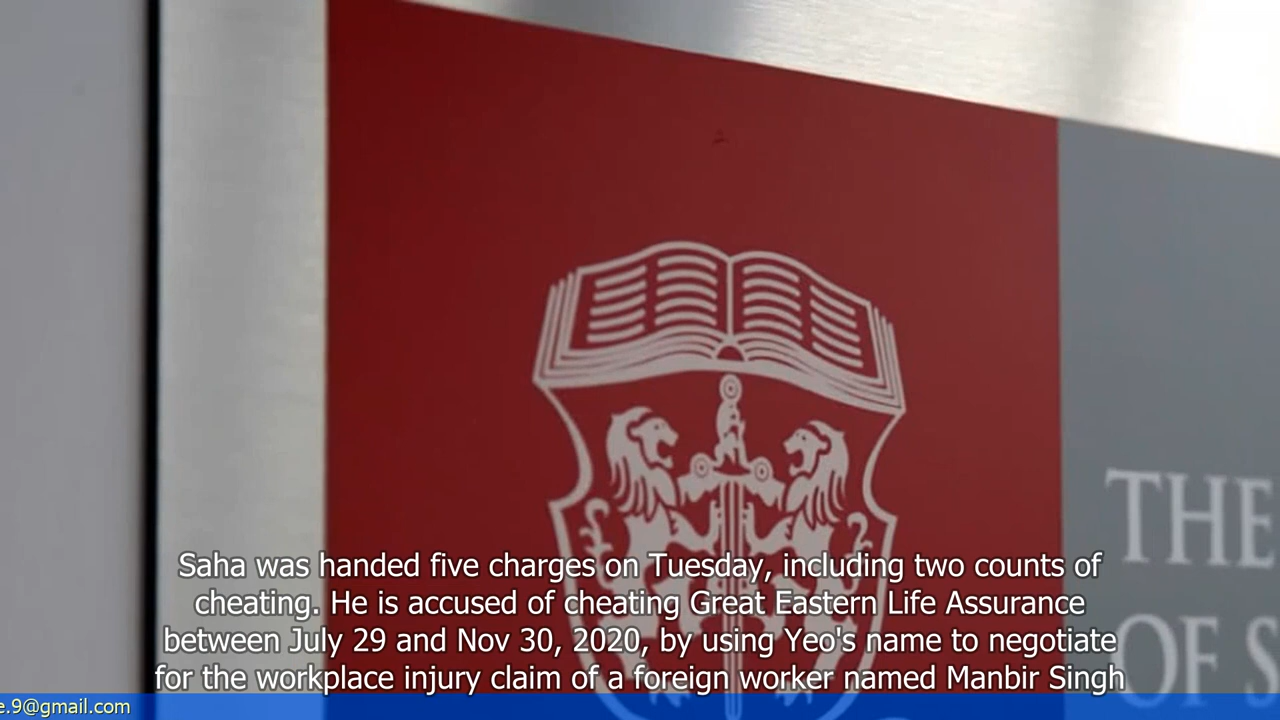 THE
OF S
Saha was handed five charges on Tuesday, including two counts of
cheating. He is accused of cheating Great Eastern Life Assurance
between July 29 and Nov 30, 2020, by using Yeo's name to negotiate
for the workplace injury claim of a foreign worker named Manbir Singh
e.9@gmail.com